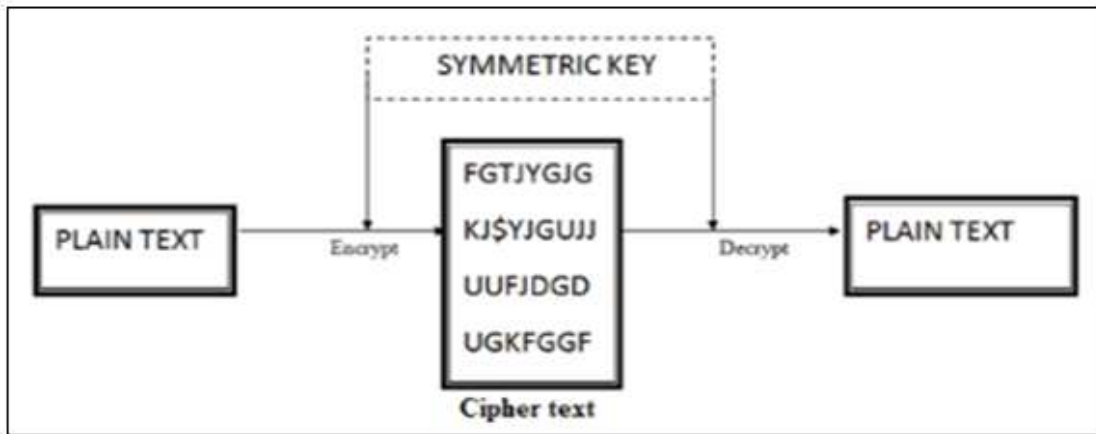 SYMMETRIC KEY
PLAIN TEXT
Encrypt
FGTJYGJG
KJ$YJGUJJ
UUFJDGD
UGKFGGF
Cipher text
Decrypt
PLAIN TEXT